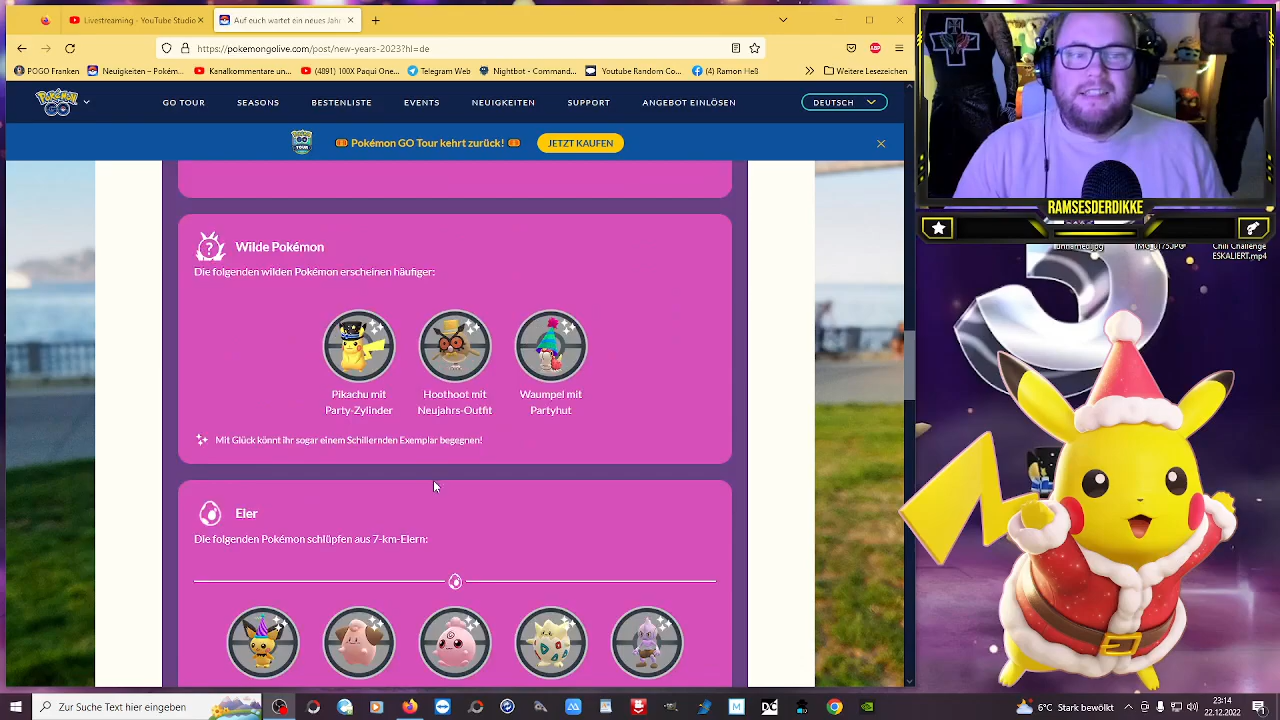 Livestreaming - YouTube Studio
Auf euch wartet ein neues Jahr
https://pokemongolive.com/post/new-years-2023?hl=de
POGO Franken
Neuigkeiten – Pokém...
Kanalkommentare un...
(4891) 100X Paqui One...
Telegram Web
Nightbot - Command...
Youtube Random Co...
(4) Ramon Heß
Weitere Lesezeichen
GO TOUR
SEASONS
BESTENLISTE
EVENTS
NEUIGKEITEN
SUPPORT
ANGEBOT EINLÖSEN
DEUTSCH
Pokémon GO Tour kehrt zurück!
JETZT KAUFEN
Wilde Pokémon
Die folgenden wilden Pokémon erscheinen häufiger:
Pikachu mit
Party-Zylinder
Hoothoot mit
Neujahrs-Outfit
Waumpel mit
Partyhut
Mit Glück könnt ihr sogar einem Schillernden Exemplar begegnen!
Eier
Die folgenden Pokémon schlüpfen aus 7-km-Eiern:
RAMSESDERDIKKE
Chili Challenge
ESKALIERT.mp4
Zur Suche Text hier eingeben
6°C Stark bewölkt
23:14
22.12.2022